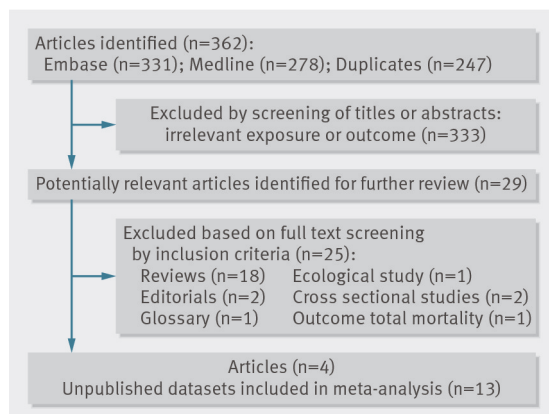 Articles identified (n=362):
Embase (n=331); Medline (n=278); Duplicates (n=247)
Excluded by screening of titles or abstracts:
irrelevant exposure or outcome (n=333)
Potentially relevant articles identified for further review (n=29)
Excluded based on full text screening
by inclusion criteria (n=25):
Reviews (n=18) Ecological study (n=1)
Editorials (n=2) Cross sectional studies (n=2)
Glossary (n=1) Outcome total mortality (n=1)
Articles (n=4)
Unpublished datasets included in meta-analysis (n=13)